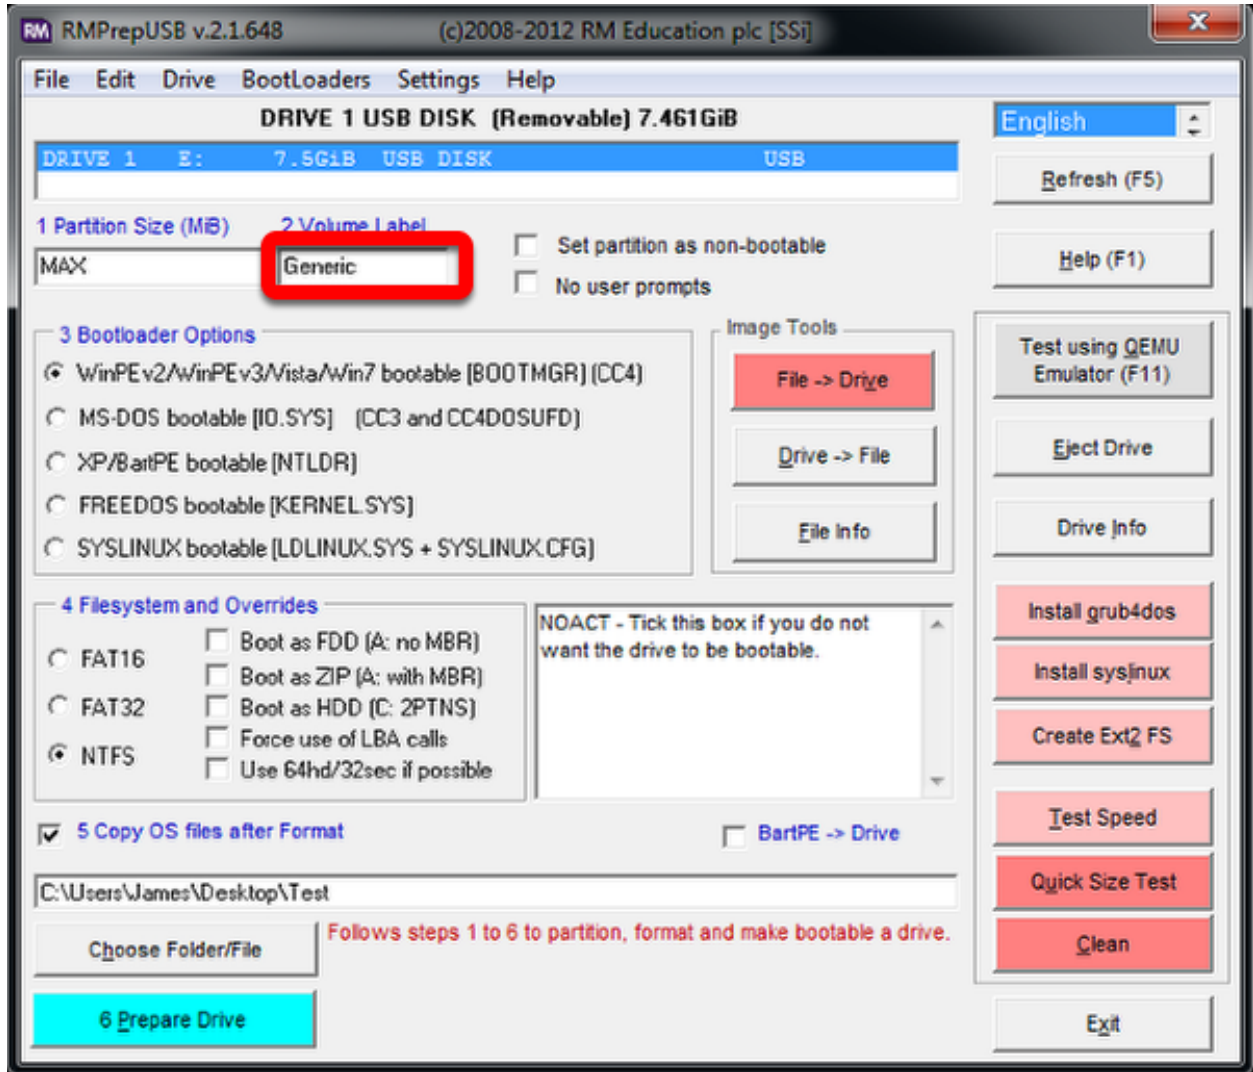 RM RMPrepUSB v.2.1.648 (c)2008-2012 RM Education plc [SSi] X
File Edit Drive BootLoaders Settings Help
DRIVE 1 USB DISK (Removable) 7.461GiB
English
DRIVE 1 E: 7.5GiB USB DISK USB
Refresh (F5)
1 Partition Size (MiB) 2 Volume Label
MAX Generic
Set partition as non-bootable
No user prompts
Help (F1)
3 Bootloader Options
WinPEv2/WinPEv3/Vista/Win7 bootable [BOOTMGR] (CC4)
MS-DOS bootable [IO.SYS] (CC3 and CC4DOSUFD)
XP/BartPE bootable [NTLDR]
FREEDOS bootable [KERNEL.SYS]
SYSLINUX bootable [LDLINUX.SYS + SYSLINUX.CFG]
Image Tools
File -> Drive
Drive -> File
File Info
Test using QEMU
Emulator (F11)
Eject Drive
Drive Info
4 Filesystem and Overrides
FAT16
FAT32
NTFS
Boot as FDD (A: no MBR)
Boot as ZIP (A: with MBR)
Boot as HDD (C: 2PTNS)
Force use of LBA calls
Use 64hd/32sec if possible
NOACT - Tick this box if you do not
want the drive to be bootable.
Install grub4dos
Install syslinux
Create Ext2 FS
5 Copy OS files after Format
BartPE -> Drive
Test Speed
Quick Size Test
Clean
C:\Users\James\Desktop\Test
Choose Folder/File
Follows steps 1 to 6 to partition, format and make bootable a drive.
6 Prepare Drive
Exit